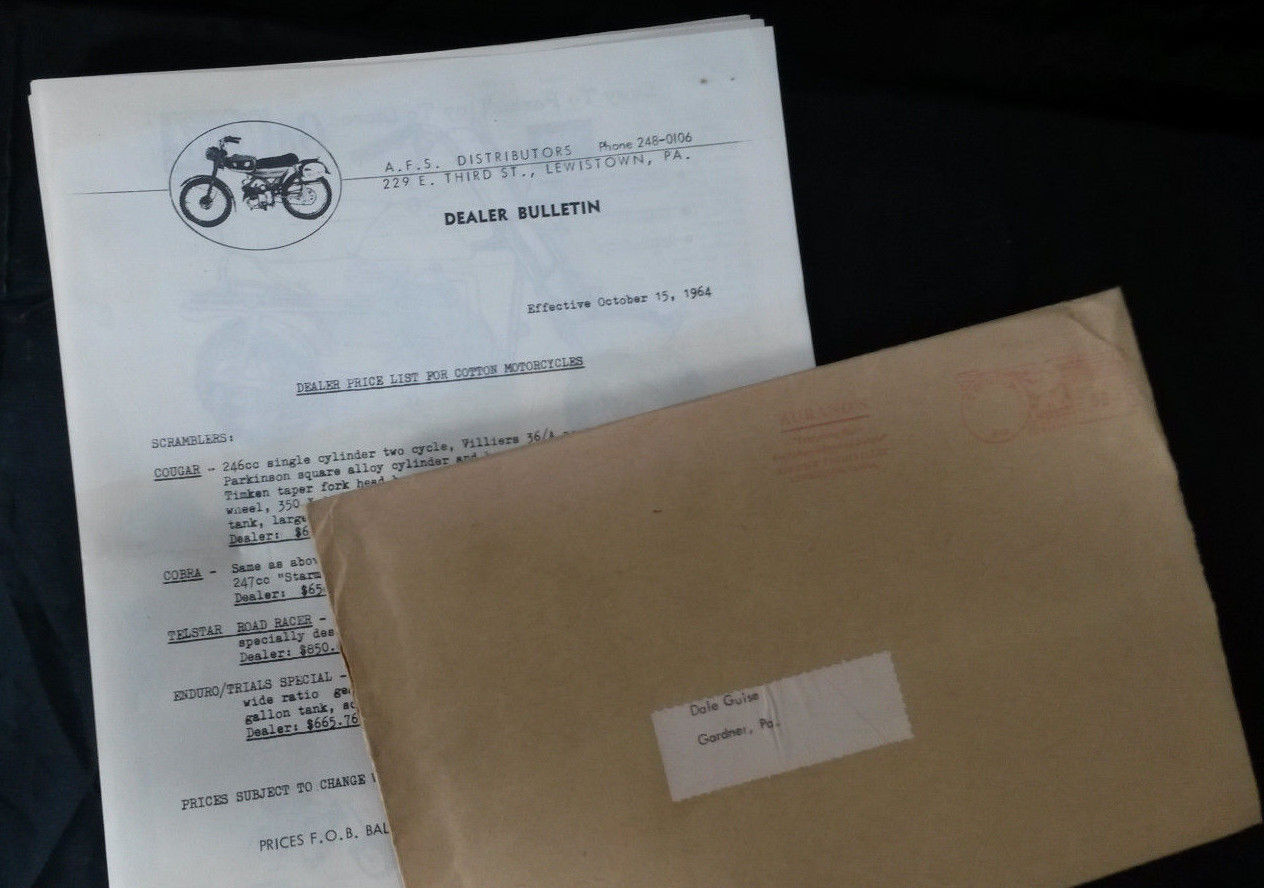 A.F.S. DISTRIBUTORS Phone 248-0106
229 E. THIRD ST., LEWISTOWN, PA.
DEALER BULLETIN
Effective October 15, 1964
DEALER PRICE LIST FOR COTTON MOTORCYCLES
SCRAMBLERS:
COUGAR - 246cc single cylinder two cycle, Villiers 36/A
Parkinson square alloy cylinder and
Timken taper fork head
wheel, 350
tank, large
Dealer: $6
COBRA - Same as above
247cc "Starm
Dealer: $65
TELSTAR ROAD RACER -
specially des
Dealer: $850.
ENDURO/TRIALS SPECIAL -
wide ratio ge
gallon tank,
Dealer: $665.76
PRICES SUBJECT TO CHANGE
PRICES F.O.B. BAL
Dale Guise
Gardner, Pa.